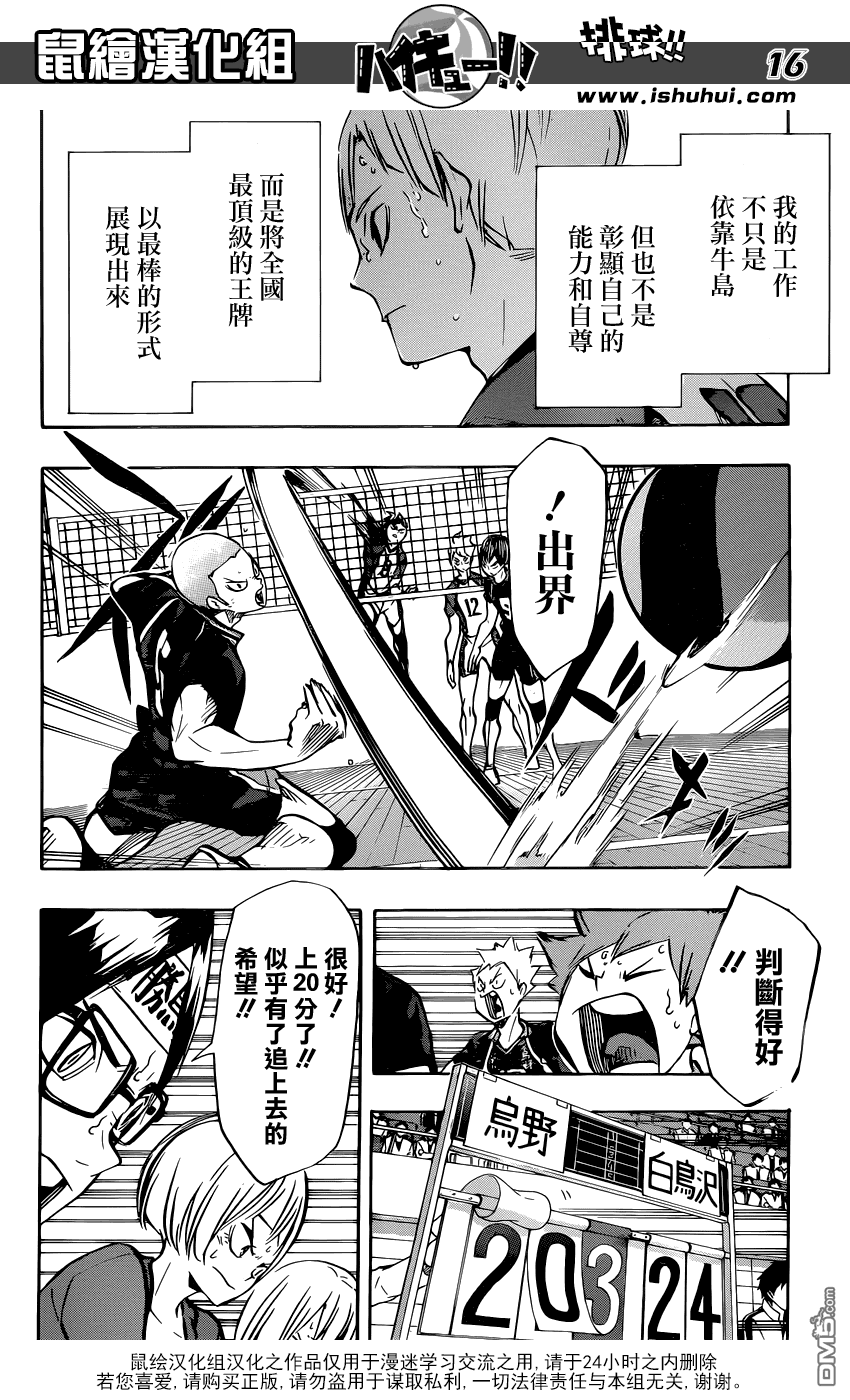 鼠繪漢化組
ハイキュー!!
排球!!
16
www.ishuhui.com
我的工作
不只是
依靠牛島
但也不是
彰顯自己的
能力和自尊
而是將全國
最頂級的王牌
以最棒的形式
展現出來
！出界
12
ドッ
判斷得好
!!
很好！
上20分了!!
似乎有了追上去的
希望!!
烏野
白鳥沢
20
3
24
DM5.com
鼠绘汉化组汉化之作品仅用于漫迷学习交流之用,请于24小时之内删除
若您喜爱,请购买正版,请勿盗用于谋取私利,一切法律责任与本组无关,谢谢。